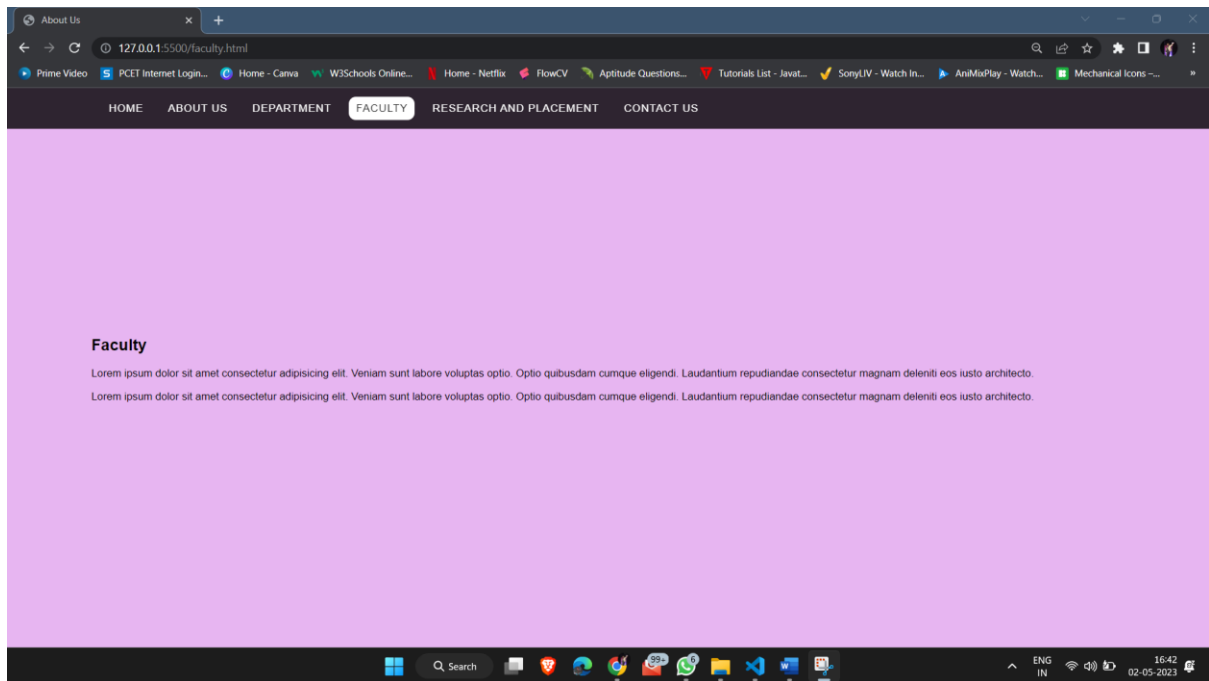 About Us
127.0.0.1:5500/faculty.html
Prime Video PCET Internet Login... Home - Canva W3Schools Online... Home - Netflix FlowCV Aptitude Questions... Tutorials List - Javat... SonyLIV - Watch In... AniMixPlay - Watch... Mechanical Icons –... »
HOME ABOUT US DEPARTMENT FACULTY RESEARCH AND PLACEMENT CONTACT US
Faculty
Lorem ipsum dolor sit amet consectetur adipisicing elit. Veniam sunt labore voluptas optio. Optio quibusdam cumque eligendi. Laudantium repudiandae consectetur magnam deleniti eos iusto architecto.
Lorem ipsum dolor sit amet consectetur adipisicing elit. Veniam sunt labore voluptas optio. Optio quibusdam cumque eligendi. Laudantium repudiandae consectetur magnam deleniti eos iusto architecto.
Search 99+ 6 ENG 16:42
IN 02-05-2023